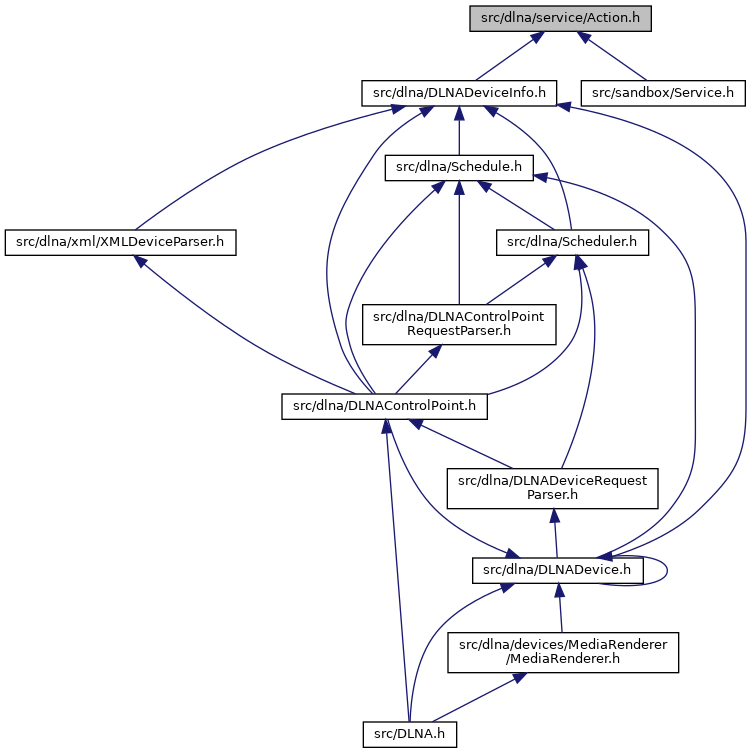 src/dlna/service/Action.h
src/dlna/DLNADeviceInfo.h
src/sandbox/Service.h
src/dlna/Schedule.h
src/dlna/xml/XMLDeviceParser.h
src/dlna/Scheduler.h
src/dlna/DLNAControlPoint
RequestParser.h
src/dlna/DLNAControlPoint.h
src/dlna/DLNADeviceRequest
Parser.h
src/dlna/DLNADevice.h
src/dlna/devices/MediaRenderer
/MediaRenderer.h
src/DLNA.h